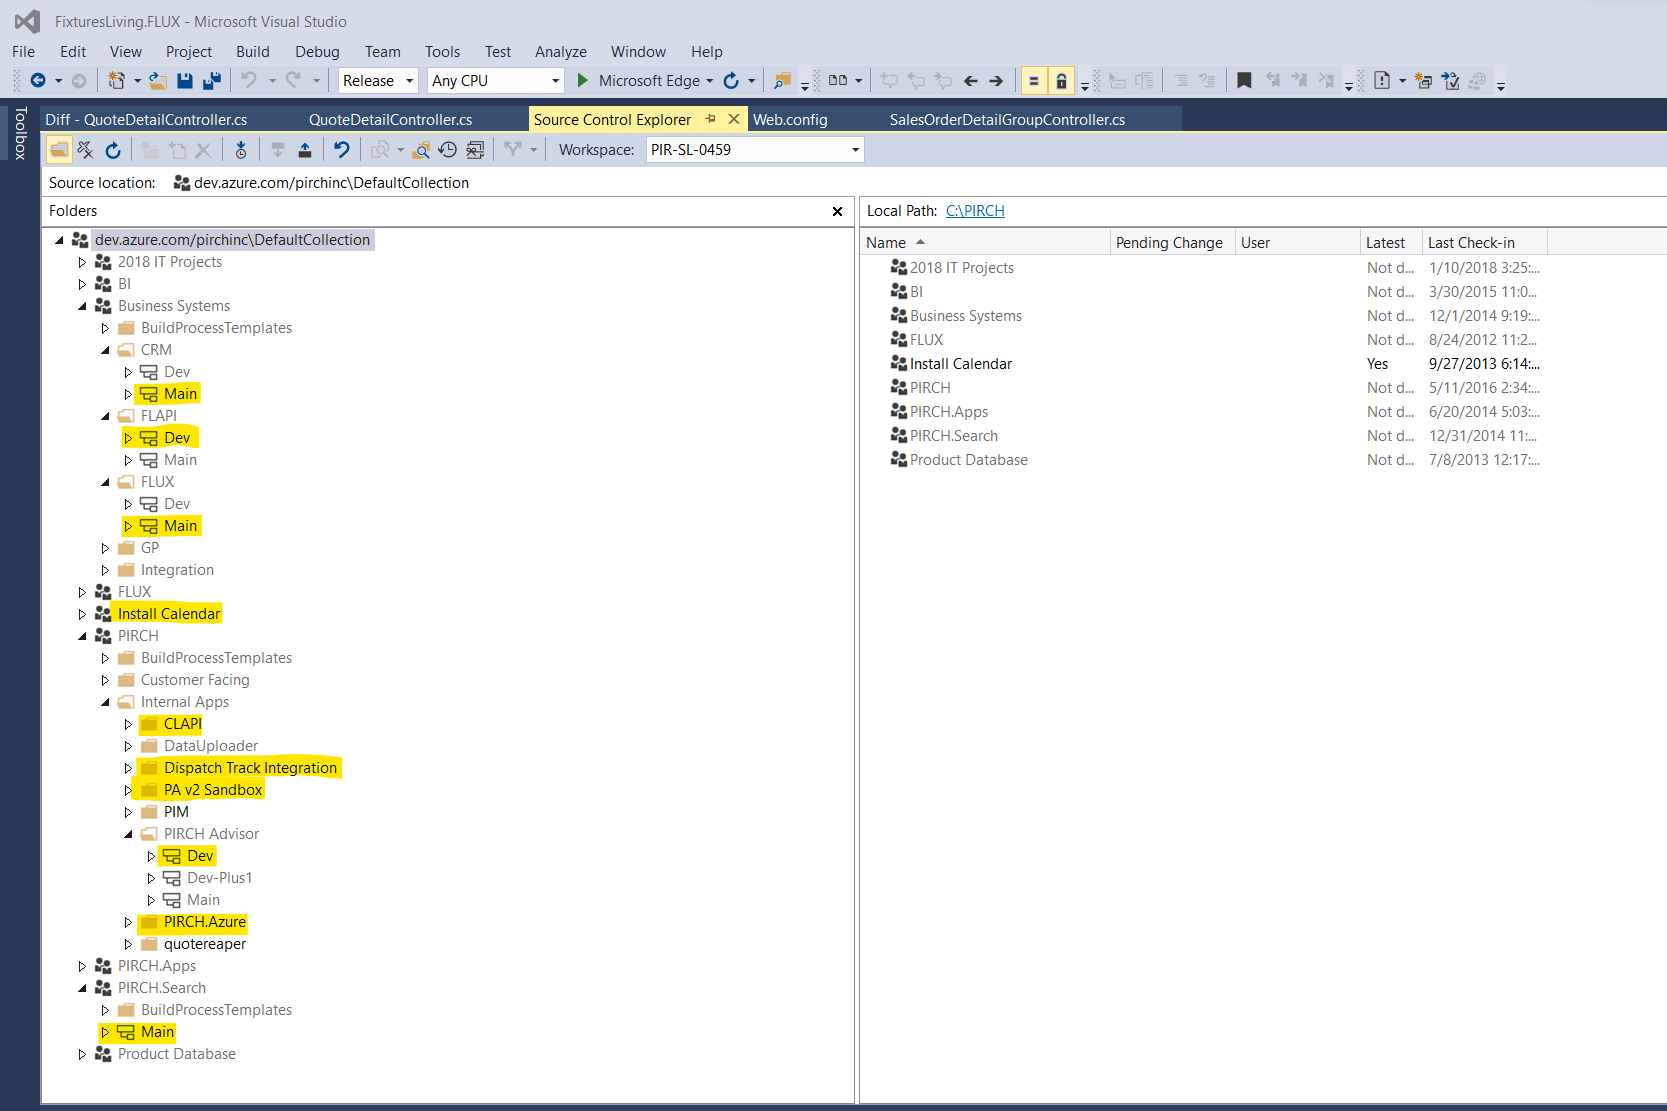 FixturesLiving.FLUX - Microsoft Visual Studio
File Edit View Project Build Debug Team Tools Test Analyze Window Help
Release Any CPU Microsoft Edge
Toolbox
Diff - QuoteDetailController.cs QuoteDetailController.cs Source Control Explorer Web.config SalesOrderDetailGroupController.cs
Workspace: PIR-SL-0459
Source location: dev.azure.com/pirchinc\DefaultCollection
Folders
dev.azure.com/pirchinc\DefaultCollection
2018 IT Projects
BI
Business Systems
BuildProcessTemplates
CRM
Dev
Main
FLAPI
Dev
Main
FLUX
Dev
Main
GP
Integration
FLUX
Install Calendar
PIRCH
BuildProcessTemplates
Customer Facing
Internal Apps
CLAPI
DataUploader
Dispatch Track Integration
PA v2 Sandbox
PIM
PIRCH Advisor
Dev
Dev-Plus1
Main
PIRCH.Azure
quotereaper
PIRCH.Apps
PIRCH.Search
BuildProcessTemplates
Main
Product Database
Local Path: C:\PIRCH
Name Pending Change User Latest Last Check-in
2018 IT Projects Not d... 1/10/2018 3:25:...
BI Not d... 3/30/2015 11:0...
Business Systems Not d... 12/1/2014 9:19:...
FLUX Not d... 8/24/2012 11:2...
Install Calendar Yes 9/27/2013 6:14:...
PIRCH Not d... 5/11/2016 2:34:...
PIRCH.Apps Not d... 6/20/2014 5:03:...
PIRCH.Search Not d... 12/31/2014 11:...
Product Database Not d... 7/8/2013 12:17:...